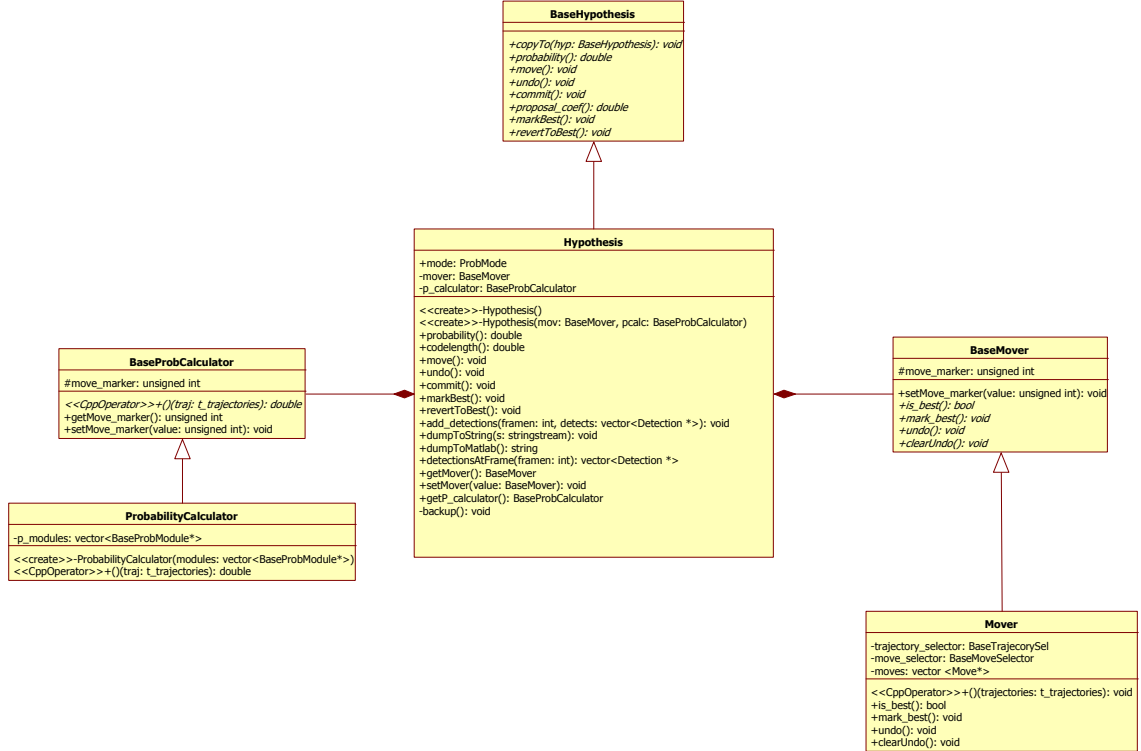 BaseHypothesis
+copyTo(hyp: BaseHypothesis): void
+probability(): double
+move(): void
+undo(): void
+commit(): void
+proposal_coef(): double
+markBest(): void
+revertToBest(): void
Hypothesis
+mode: ProbMode
-mover: BaseMover
-p_calculator: BaseProbCalculator
<<create>>-Hypothesis()
<<create>>-Hypothesis(mov: BaseMover, pcalc: BaseProbCalculator)
+probability(): double
+codelength(): double
+move(): void
+undo(): void
+commit(): void
+markBest(): void
+revertToBest(): void
+add_detections(framen: int, detects: vector<Detection *>): void
+dumpToString(s: stringstream): void
+dumpToMatlab(): string
+detectionsAtFrame(framen: int): vector<Detection *>
+getMover(): BaseMover
+setMover(value: BaseMover): void
+getP_calculator(): BaseProbCalculator
-backup(): void
BaseProbCalculator
#move_marker: unsigned int
<<CppOperator>>+()(traj: t_trajectories): double
+getMove_marker(): unsigned int
+setMove_marker(value: unsigned int): void
ProbabilityCalculator
-p_modules: vector<BaseProbModule*>
<<create>>-ProbabilityCalculator(modules: vector<BaseProbModule*>)
<<CppOperator>>+()(traj: t_trajectories): double
BaseMover
#move_marker: unsigned int
+setMove_marker(value: unsigned int): void
+is_best(): bool
+mark_best(): void
+undo(): void
+clearUndo(): void
Mover
-trajectory_selector: BaseTrajecorySel
-move_selector: BaseMoveSelector
-moves: vector <Move*>
<<CppOperator>>+()(trajectories: t_trajectories): void
+is_best(): bool
+mark_best(): void
+undo(): void
+clearUndo(): void